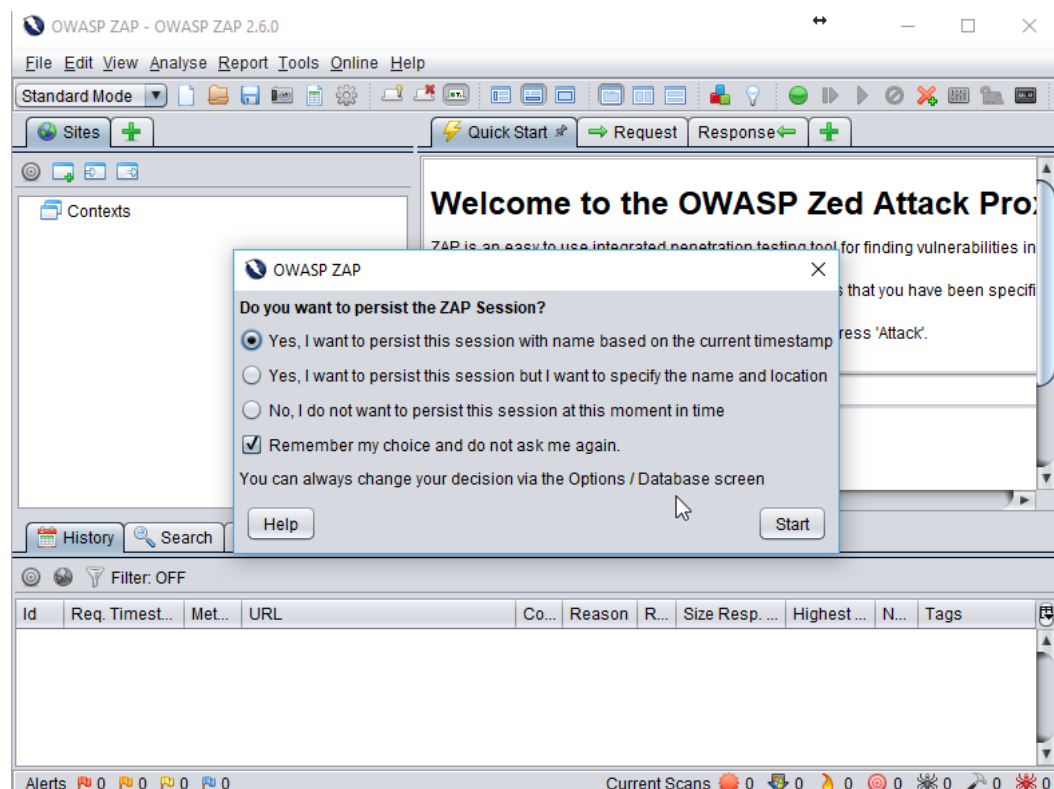 OWASP ZAP - OWASP ZAP 2.6.0
File Edit View Analyse Report Tools Online Help
Standard Mode
Sites
Quick Start Request Response
Contexts
Welcome to the OWASP Zed Attack
ZAP is an easy to use integrated penetration testing tool for finding vulnerabilities in
that you have been
'Attack'.
OWASP ZAP
Do you want to persist the ZAP Session?
Yes, I want to persist this session with name based on the current timestamp
Yes, I want to persist this session but I want to specify the name and location
No, I do not want to persist this session at this moment in time
Remember my choice and do not ask me again.
You can always change your decision via the Options / Database screen
Help Start
History Search
Filter: OFF
Id Req. Timest... Met... URL Co... Reason R... Size Resp. ... Highest ... N... Tags
Alerts 0 0 0 0 Current Scans 0 0 0 0 0 0 0